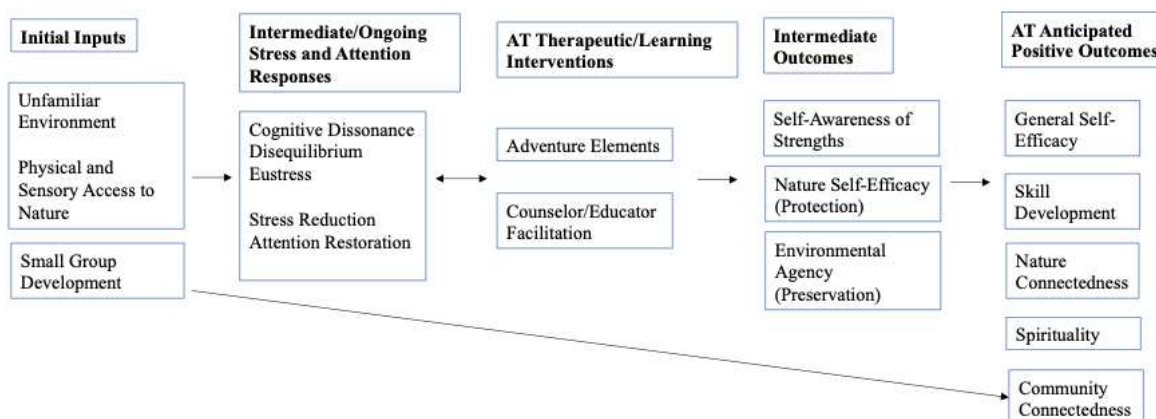 Initial Inputs
Unfamiliar
Environment
Physical and
Sensory Access to
Nature
Small Group
Development
Intermediate/Ongoing
Stress and Attention
Responses
Cognitive Dissonance
Disequilibrium
Eustress
Stress Reduction
Attention Restoration
AT Therapeutic/Learning
Interventions
Adventure Elements
Counselor/Educator
Facilitation
Intermediate
Outcomes
Self-Awareness of
Strengths
Nature Self-Efficacy
(Protection)
Environmental
Agency
(Preservation)
AT Anticipated
Positive Outcomes
General Self-
Efficacy
Skill
Development
Nature
Connectedness
Spirituality
Community
Connectedness